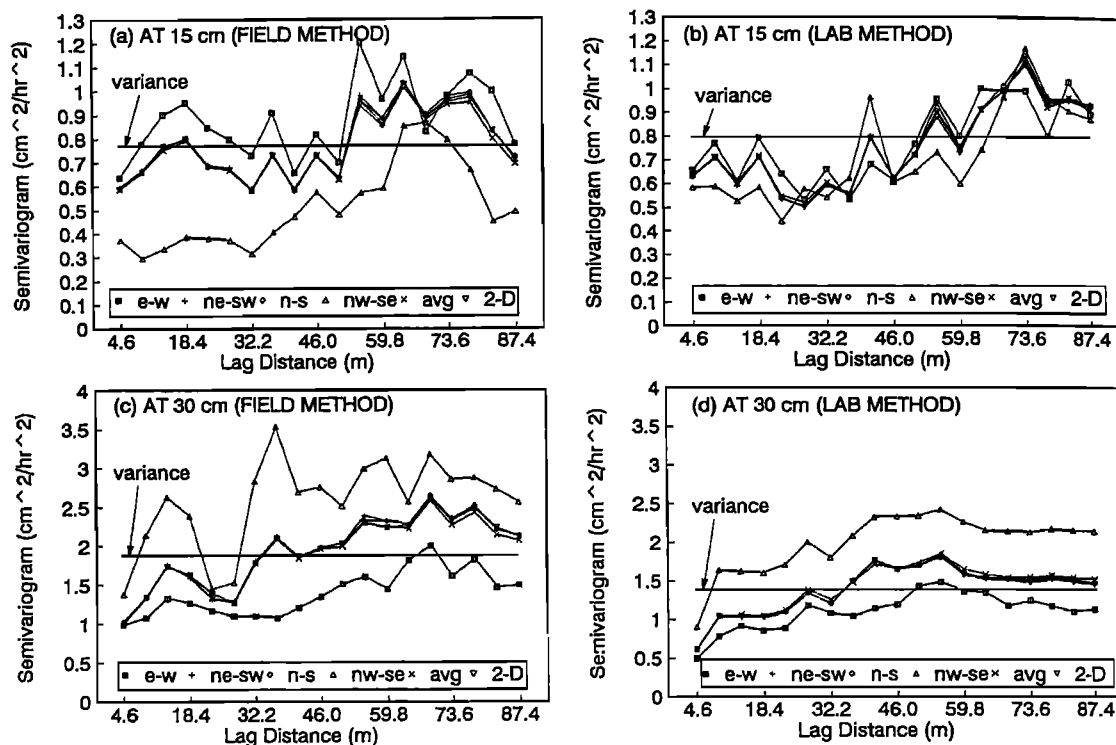 (a) AT 15 cm (FIELD METHOD)
variance
Semivariogram (cm^2/hr^2)
1.3
1.2
1.1
1
0.9
0.8
0.7
0.6
0.5
0.4
0.3
0.2
0.1
0
e-w ne-sw n-s nw-se avg 2-D
4.6 18.4 32.2 46.0 59.8 73.6 87.4
Lag Distance (m)
(b) AT 15 cm (LAB METHOD)
variance
Semivariogram (cm^2/hr^2)
1.3
1.2
1.1
1
0.9
0.8
0.7
0.6
0.5
0.4
0.3
0.2
0.1
0
e-w ne-sw n-s nw-se avg 2-D
4.6 18.4 32.2 46.0 59.8 73.6 87.4
Lag Distance (m)
(c) AT 30 cm (FIELD METHOD)
variance
Semivariogram (cm^2/hr^2)
4
3.5
3
2.5
2
1.5
1
0.5
0
e-w ne-sw n-s nw-se avg 2-D
4.6 18.4 32.2 46.0 59.8 73.6 87.4
Lag Distance (m)
(d) AT 30 cm (LAB METHOD)
variance
Semivariogram (cm^2/hr^2)
4
3.5
3
2.5
2
1.5
1
0.5
0
e-w ne-sw n-s nw-se avg 2-D
4.6 18.4 32.2 46.0 59.8 73.6 87.4
Lag Distance (m)